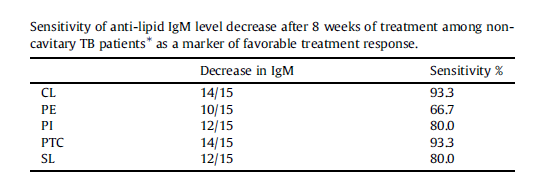 Sensitivity of anti-lipid IgM level decrease after 8 weeks of treatment among non-
cavitary TB patients* as a marker of favorable treatment response.
Decrease in IgM Sensitivity %
CL 14/15 93.3
PE 10/15 66.7
PI 12/15 80.0
PTC 14/15 93.3
SL 12/15 80.0